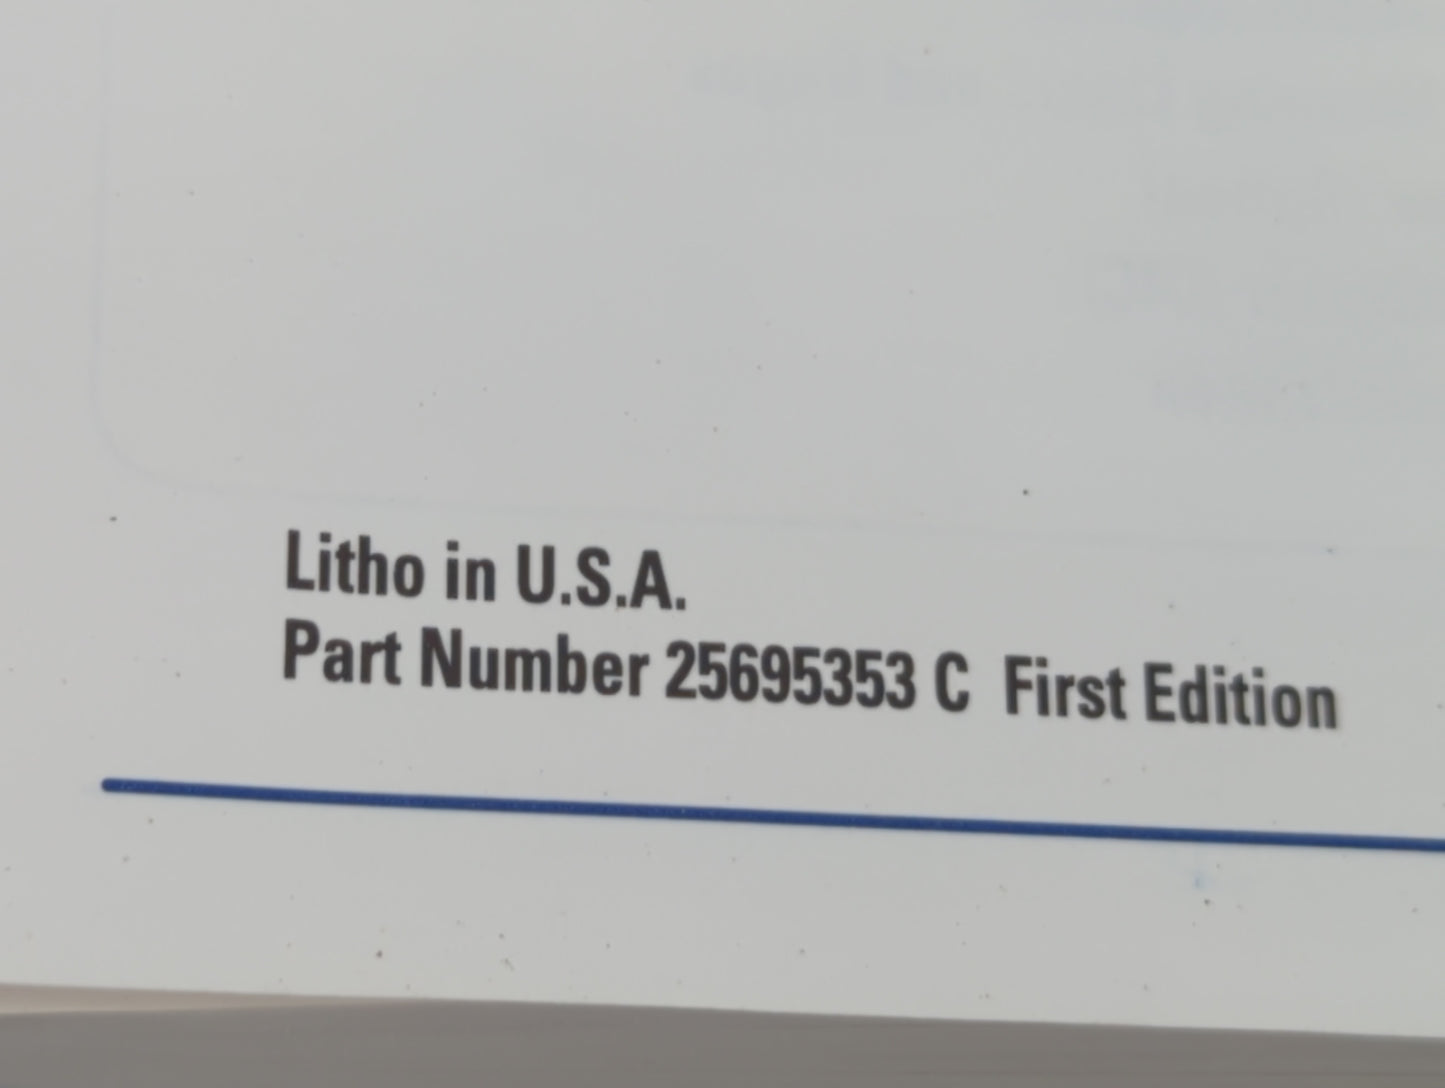 Litho in U.S.A.
Part Number 25695353 C First Edition